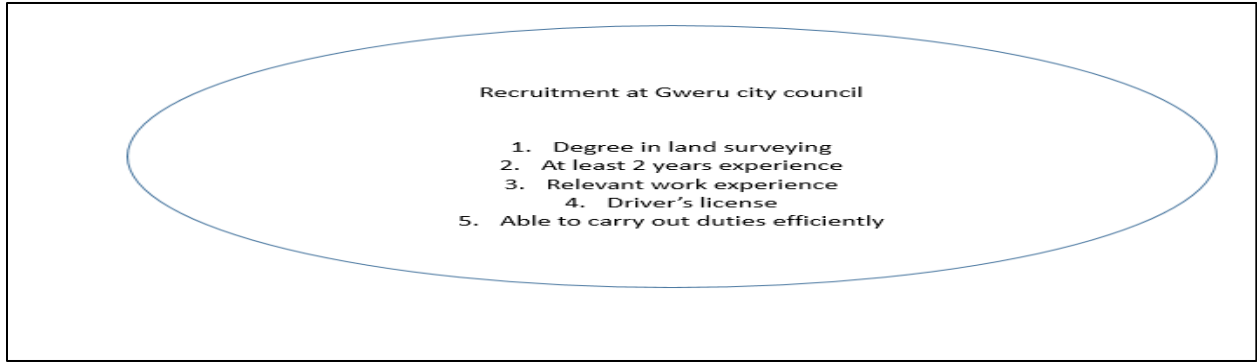 Recruitment at Gweru city council
1. Degree in land surveying
2. At least 2 years experience
3. Relevant work experience
4. Driver’s license
5. Able to carry out duties efficiently